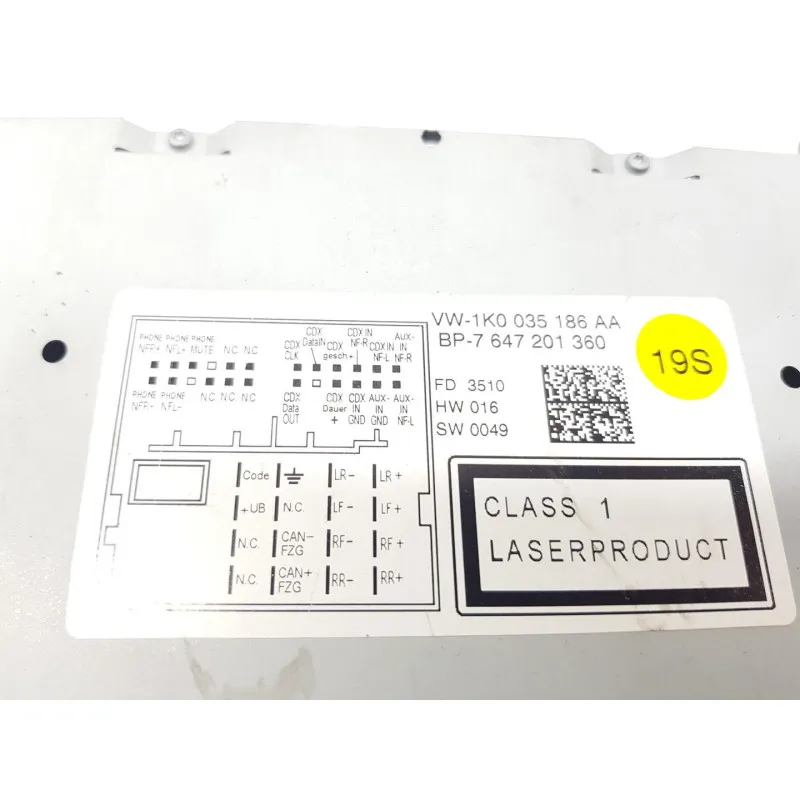 VW-1K0 035 186 AA
BP-7 647 201 360
19S
FD 3510
HW 016
SW 0049
CLASS 1
LASERPRODUCT
PHONE PHONE PHONE
NFR+ NFL+ MUTE N.C N.C
CDX CLK
CDX DataIN
CDX gesch+
CDX IN NF-R
CDX IN NF-L
AUX-IN NF-R
PHONE PHONE
NFR- NFL- N.C N.C N.C
CDX Data OUT
CDX Dauer +
CDX IN GND
AUX-IN GND
AUX-IN NF-L
Code LR- LR+
+UB N.C. LF- LF+
N.C. CAN-FZG RF- RF+
N.C. CAN+FZG RR- RR+